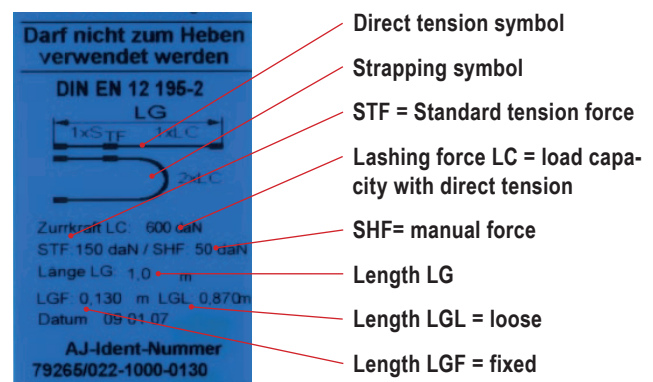 Darf nicht zum Heben
verwendet werden
DIN EN 12 195-2
LG
1xSTF 1xLC
2xLC
Zurrkraft LC: 600 daN
STF:150 daN / SHF: 50 daN
Länge LG: 1,0 m
LGF: 0,130 m LGL: 0,870m
Datum 09 01 07
AJ-Ident-Nummer
79265/022-1000-0130
Direct tension symbol
Strapping symbol
STF = Standard tension force
Lashing force LC = load capa-
city with direct tension
SHF= manual force
Length LG
Length LGL = loose
Length LGF = fixed